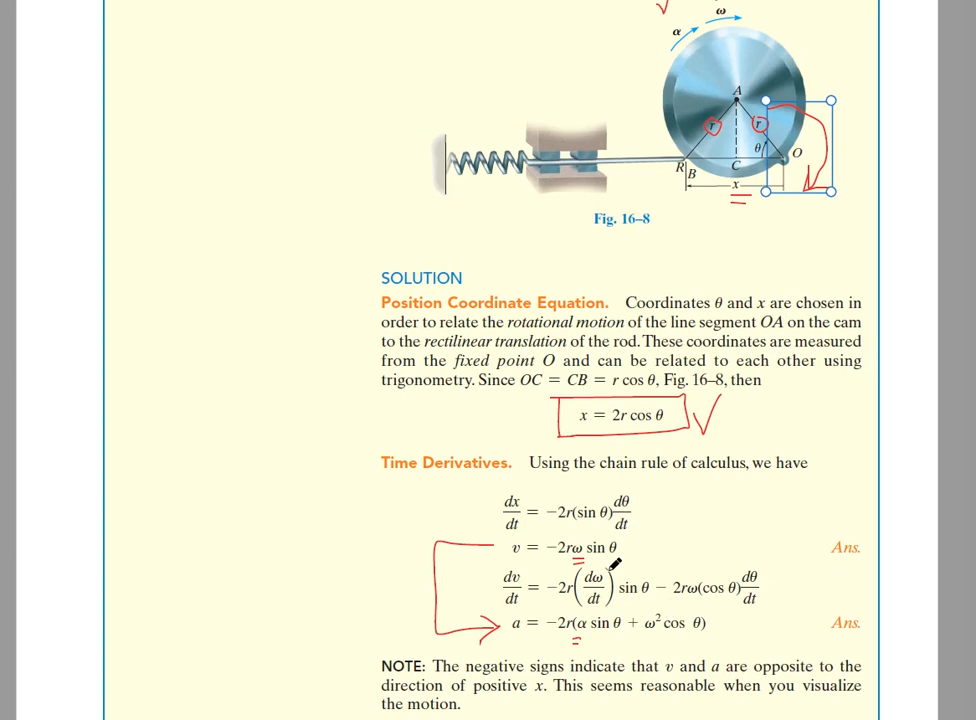 ω
α
A
r
r
θ
O
R
B
C
x
Fig. 16–8
SOLUTION
Position Coordinate Equation. Coordinates θ and x are chosen in
order to relate the rotational motion of the line segment OA on the cam
to the rectilinear translation of the rod. These coordinates are measured
from the fixed point O and can be related to each other using
trigonometry. Since OC = CB = r cos θ, Fig. 16–8, then
x = 2r cos θ
Time Derivatives. Using the chain rule of calculus, we have
dx/dt = −2r(sin θ)dθ/dt
v = −2rω sin θ Ans.
dv/dt = −2r(dω/dt) sin θ − 2rω(cos θ)dθ/dt
a = −2r(α sin θ + ω² cos θ) Ans.
NOTE: The negative signs indicate that v and a are opposite to the
direction of positive x. This seems reasonable when you visualize
the motion.